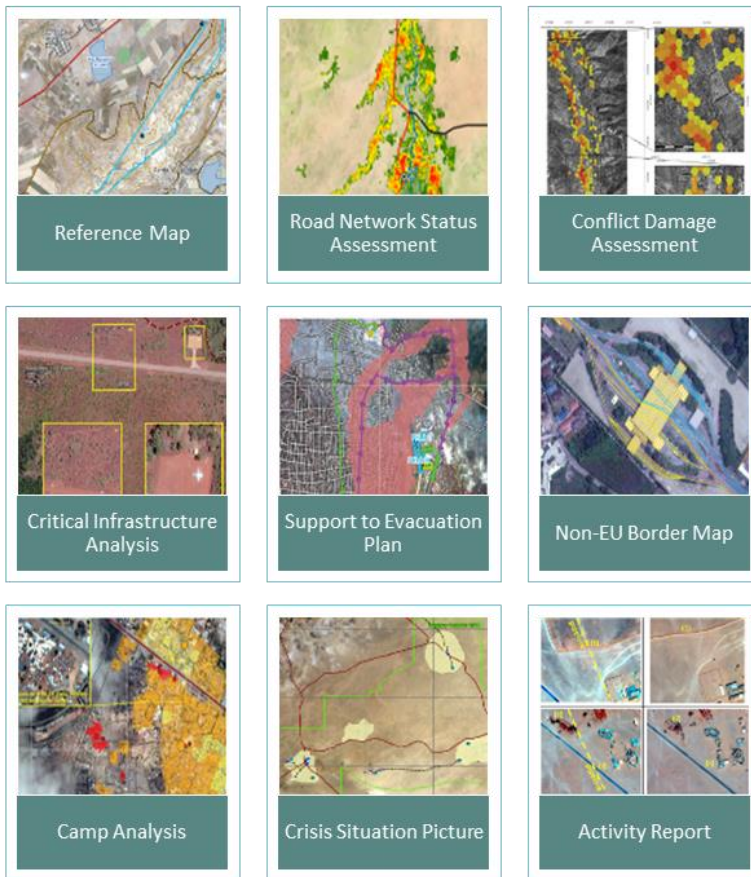 Reference Map
Road Network Status
Assessment
Conflict Damage
Assessment
Critical Infrastructure
Analysis
Support to Evacuation
Plan
Non-EU Border Map
Camp Analysis
Crisis Situation Picture
Activity Report